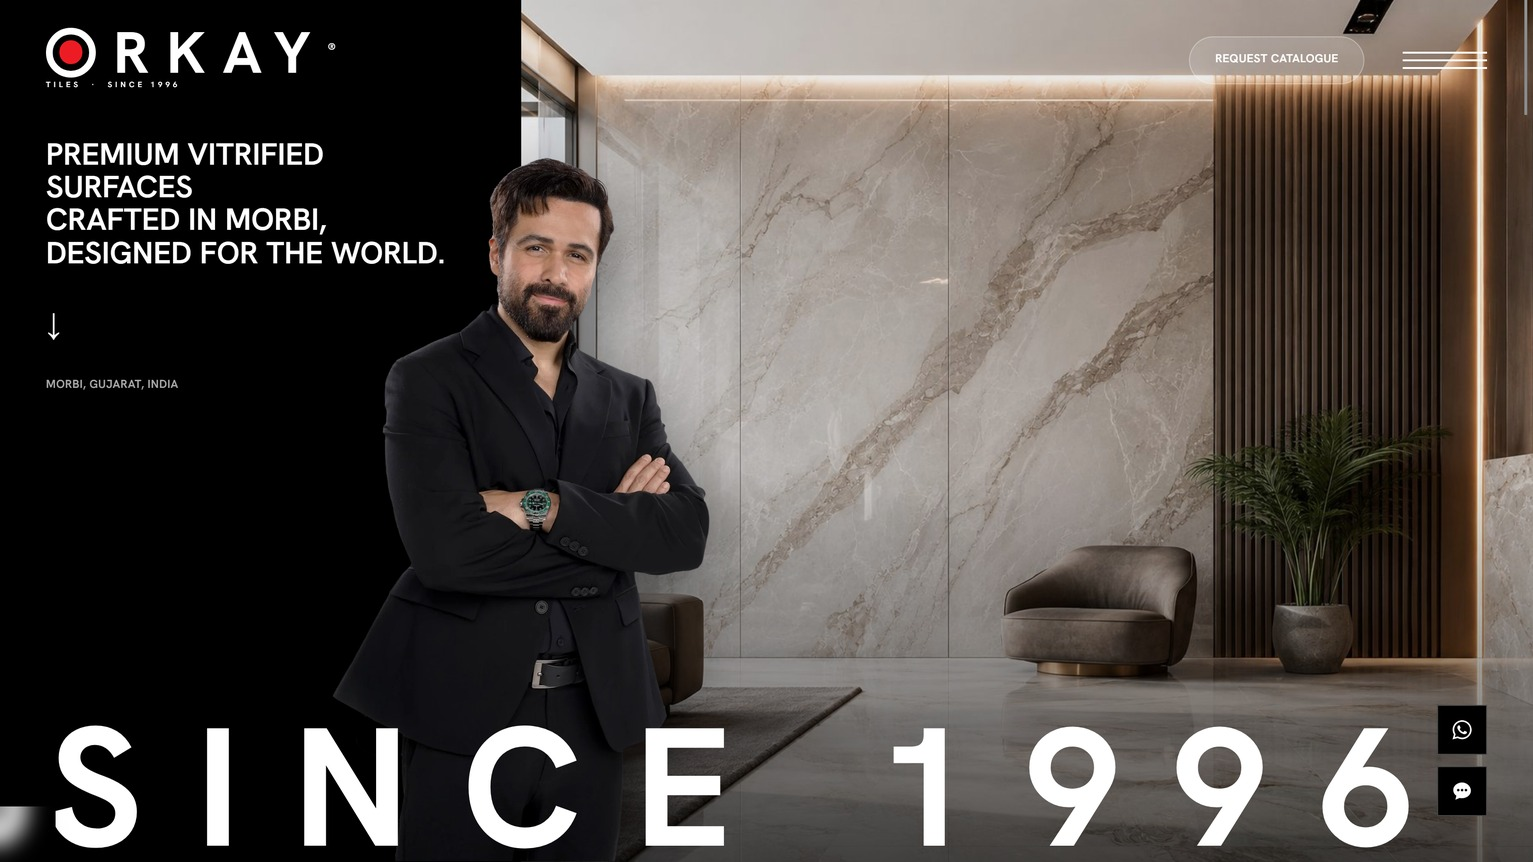 ORKAY ®
TILES · SINCE 1996
REQUEST CATALOGUE
PREMIUM VITRIFIED
SURFACES
CRAFTED IN MORBI,
DESIGNED FOR THE WORLD.
MORBI, GUJARAT, INDIA
SINCE 1996